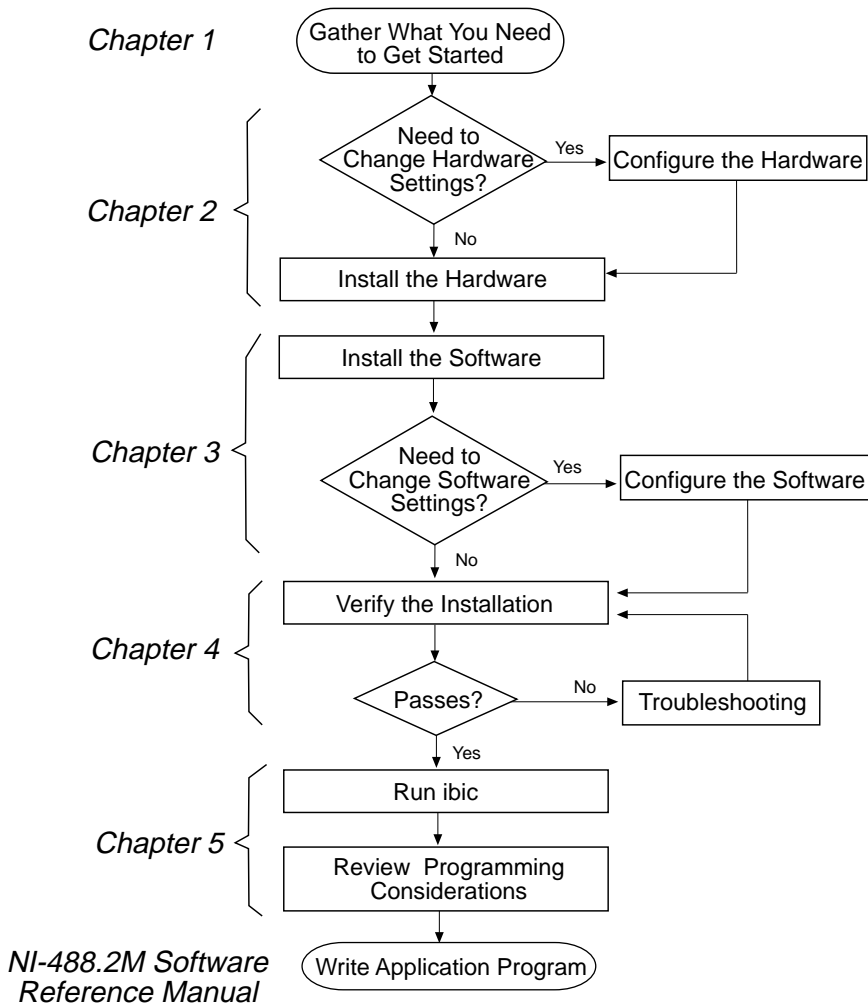 Chapter 1
Gather What You Need
to Get Started
Chapter 2
Need to
Change Hardware
Settings?
Yes
Configure the Hardware
No
Install the Hardware
Chapter 3
Install the Software
Need to
Change Software
Settings?
Yes
Configure the Software
No
Chapter 4
Verify the Installation
Passes?
No
Troubleshooting
Yes
Chapter 5
Run ibic
Review Programming
Considerations
NI-488.2M Software
Reference Manual
Write Application Program